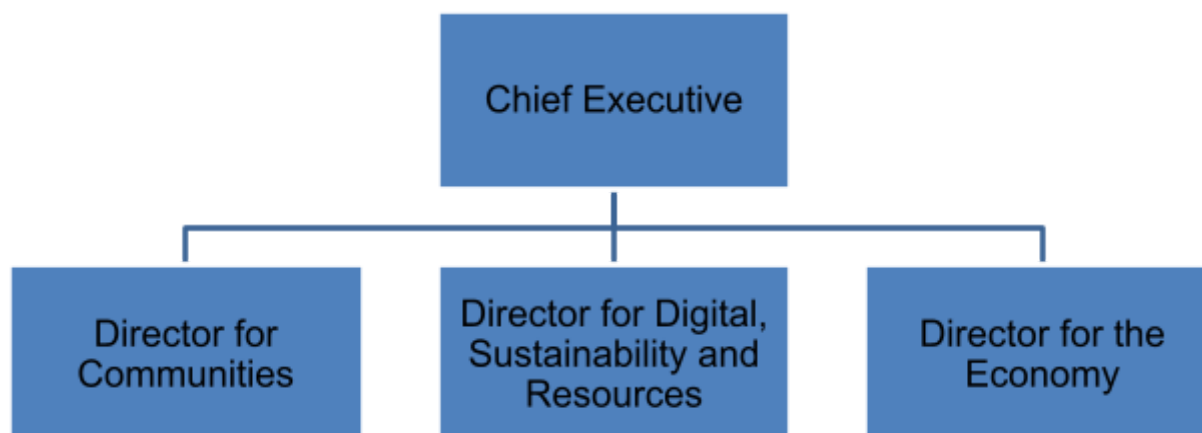 Chief Executive
Director for
Communities
Director for Digital,
Sustainability and
Resources
Director for the
Economy